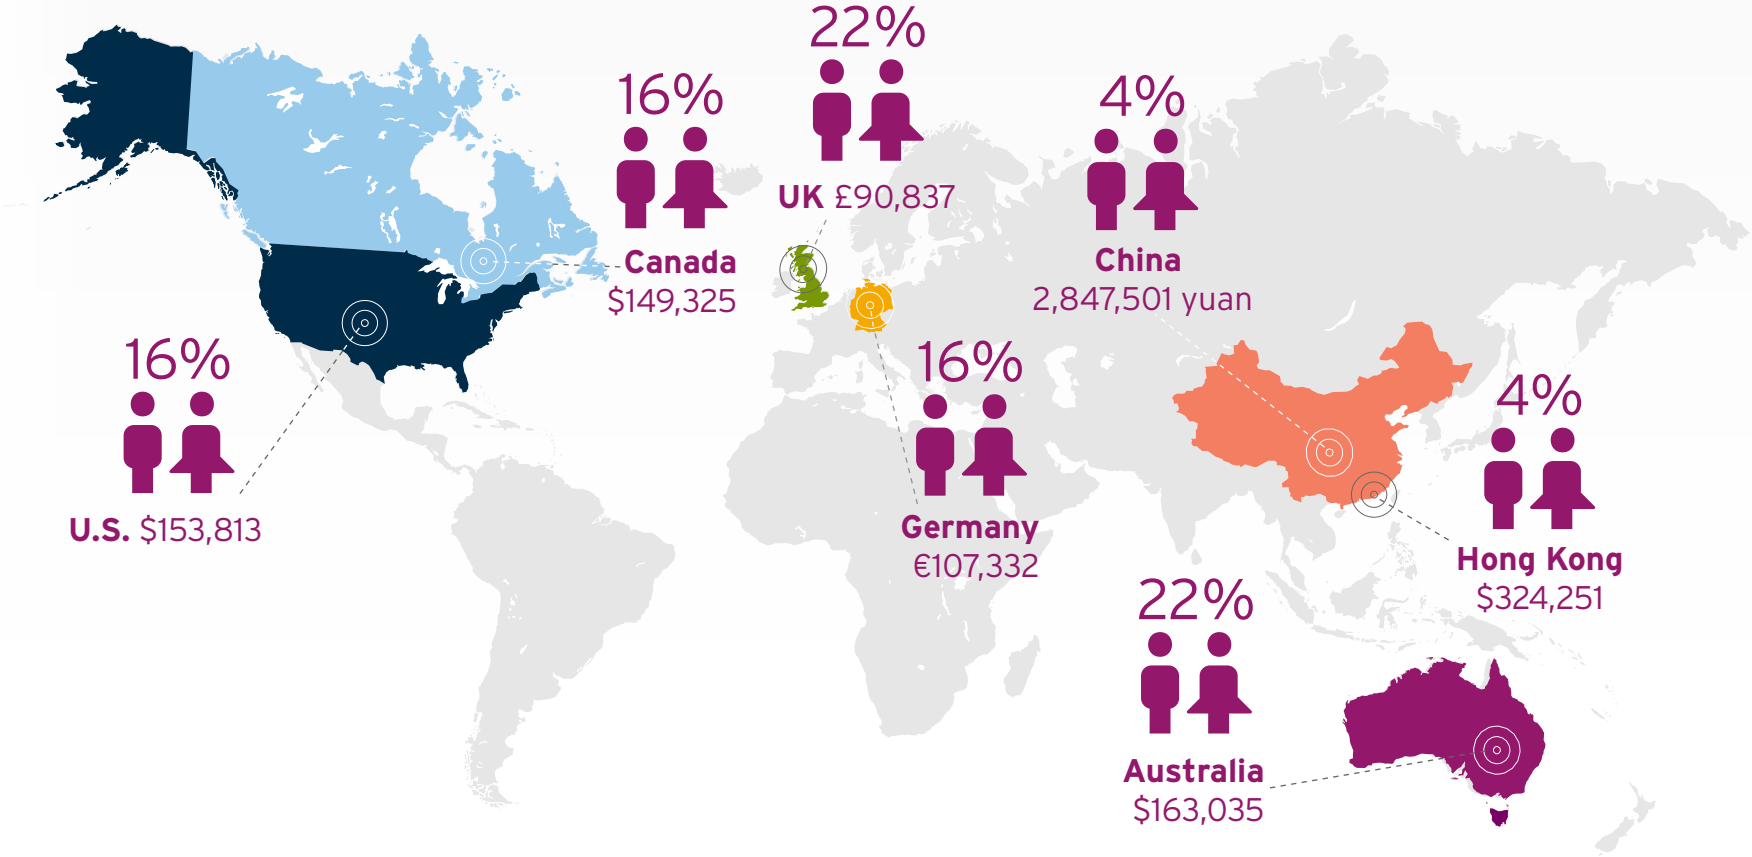 22%
UK £90,837
16%
Canada
$149,325
4%
China
2,847,501 yuan
16%
U.S. $153,813
16%
Germany
€107,332
4%
Hong Kong
$324,251
22%
Australia
$163,035